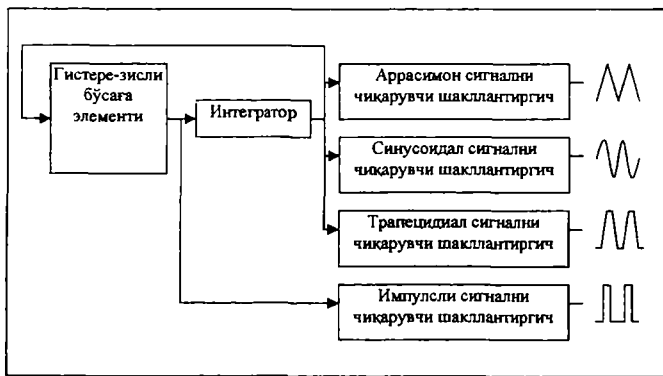 Гистере-зисли
бўсаға
элементи
Интегратор
Аррасимон сигнални
чиқарувчи шакллантиргич
Синусоидал сигнални
чиқарувчи шакллантиргич
Трапецидиал сигнални
чиқарувчи шакллантиргич
Импулсли сигнални
чиқарувчи шакллантиргич